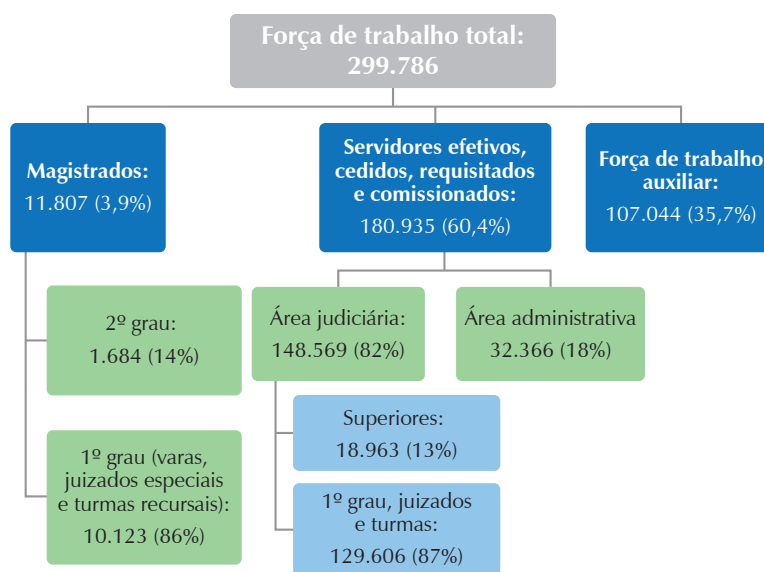 Força de trabalho total:
299.786
Magistrados:
11.807 (3,9%)
Servidores efetivos,
cedidos, requisitados
e comissionados:
180.935 (60,4%)
Força de trabalho
auxiliar:
107.044 (35,7%)
2º grau:
1.684 (14%)
1º grau (varas,
juizados especiais
e turmas recursais):
10.123 (86%)
Área judiciária:
148.569 (82%)
Área administrativa
32.366 (18%)
Superiores:
18.963 (13%)
1º grau, juizados
e turmas:
129.606 (87%)